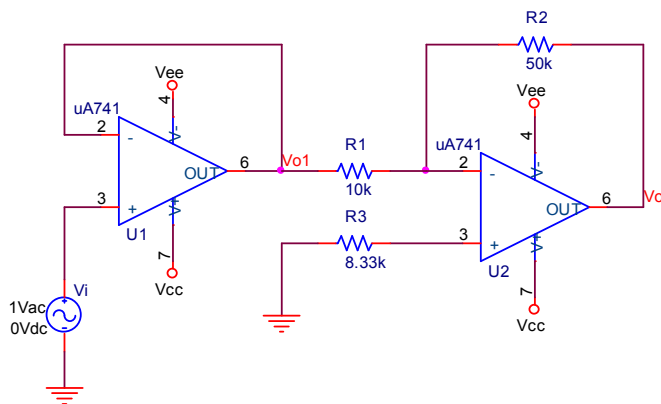 R2
50k
Vee
Vee
uA741
4
V-
2
-
OUT
6
Vo1
R1
10k
uA741
4
V-
2
-
OUT
6
Vo
3
+
V+
U1
7
Vcc
R3
8.33k
3
+
V+
U2
7
Vcc
Vi
1Vac
0Vdc
+
-